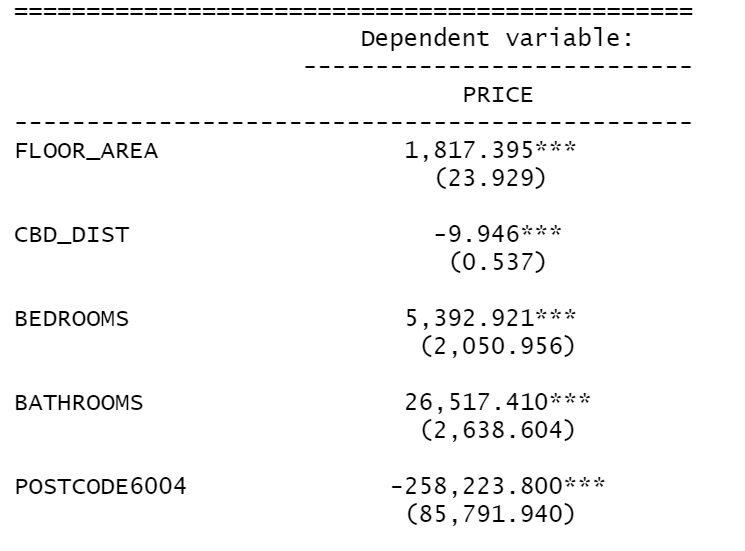 ===============================================
Dependent variable:
---------------------------
PRICE
-----------------------------------------------
FLOOR_AREA 1,817.395***
(23.929)
CBD_DIST -9.946***
(0.537)
BEDROOMS 5,392.921***
(2,050.956)
BATHROOMS 26,517.410***
(2,638.604)
POSTCODE6004 -258,223.800***
(85,791.940)